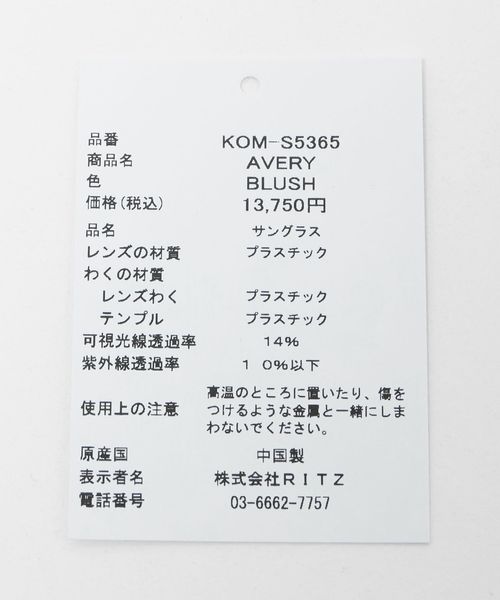 品番 KOM-S5365
商品名 AVERY
色 BLUSH
価格(税込) 13,750円
品名 サングラス
レンズの材質 プラスチック
わくの材質
レンズわく プラスチック
テンプル プラスチック
可視光線透過率 14%
紫外線透過率 1 0%以下
使用上の注意 高温のところに置いたり、傷を
つけるような金属と一緒にしま
わないでください。
原産国 中国製
表示者名 株式会社RITZ
電話番号 03-6662-7757